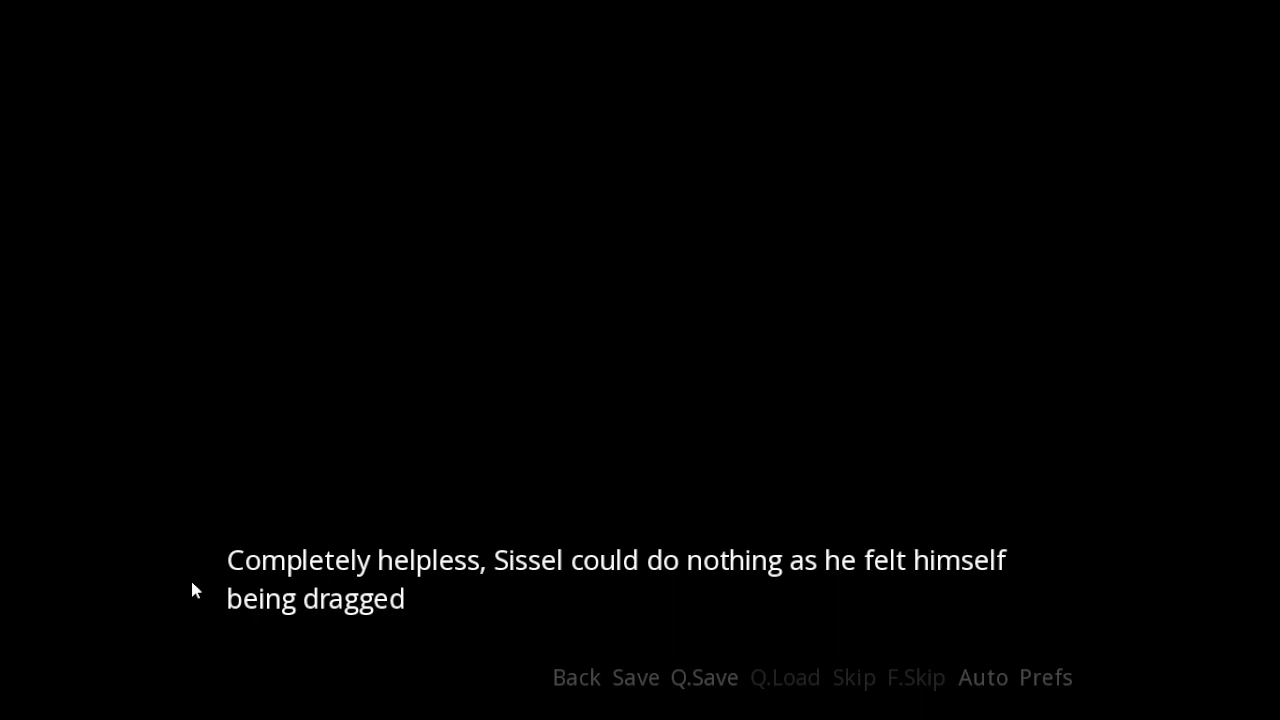 Completely helpless, Sissel could do nothing as he felt himself
being dragged
Back Save Q.Save Q.Load Skip F.Skip Auto Prefs